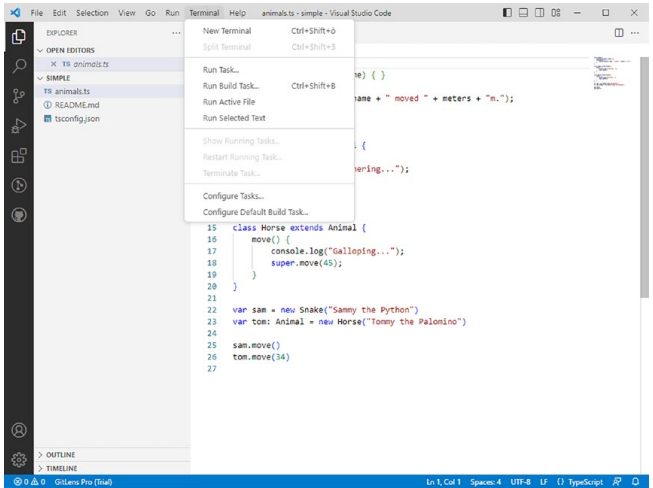 File Edit Selection View Go Run Terminal Help animals.ts - simple - Visual Studio Code
EXPLORER
OPEN EDITORS
TS animals.ts
SIMPLE
TS animals.ts
README.md
tsconfig.json
New Terminal Ctrl+Shift+ö
Split Terminal Ctrl+Shift+5
Run Task...
Run Build Task... Ctrl+Shift+B
Run Active File
Run Selected Text
Show Running Tasks...
Restart Running Task...
Terminate Task...
Configure Tasks...
Configure Default Build Task...
) { }
+ " moved " + meters + "m.");
{
...");
15 class Horse extends Animal {
16 move() {
17 console.log("Galloping...");
18 super.move(45);
19 }
20 }
21
22 var sam = new Snake("Sammy the Python")
23 var tom: Animal = new Horse("Tommy the Palomino")
24
25 sam.move()
26 tom.move(34)
27
OUTLINE
TIMELINE
0 0 GitLens Pro (Trial) Ln 1, Col 1 Spaces: 4 UTF-8 LF {} TypeScript